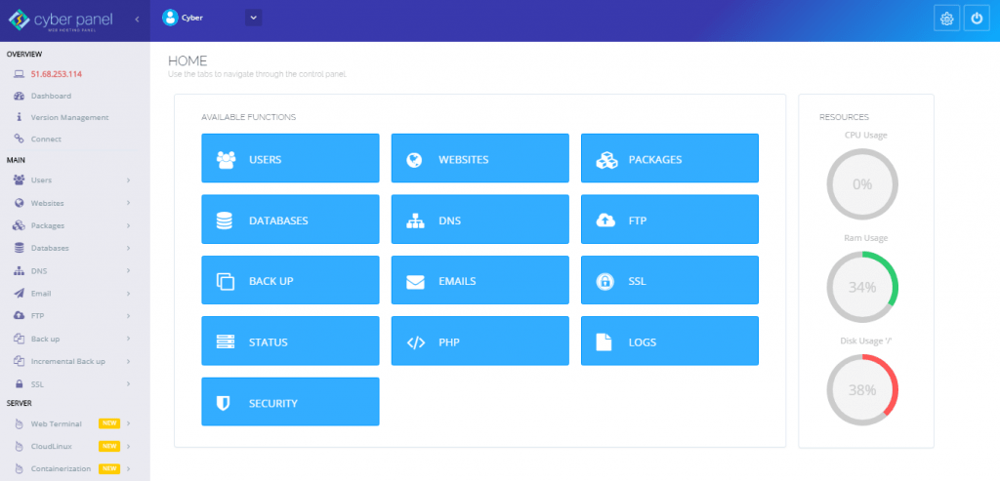 cyber panel
WEB HOSTING PANEL
Cyber
OVERVIEW
51.68.253.114
Dashboard
Version Management
Connect
MAIN
Users
Websites
Packages
Databases
DNS
Email
FTP
Back up
Incremental Back up
SSL
SERVER
Web Terminal NEW
CloudLinux NEW
Containerization NEW
HOME
Use the tabs to navigate through the control panel.
AVAILABLE FUNCTIONS
USERS
WEBSITES
PACKAGES
DATABASES
DNS
FTP
BACK UP
EMAILS
SSL
STATUS
PHP
LOGS
SECURITY
RESOURCES
CPU Usage
0%
Ram Usage
34%
Disk Usage '/'
38%